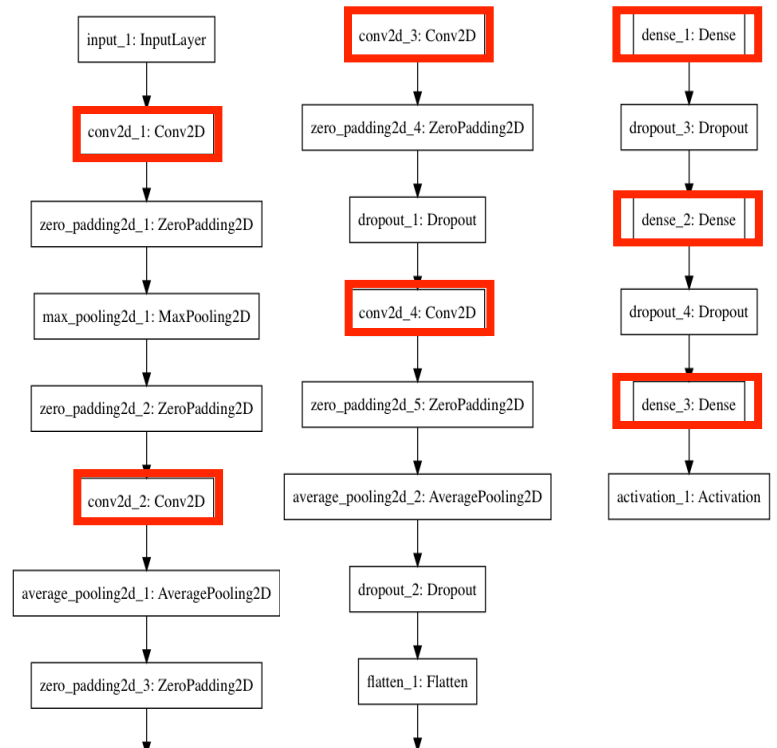 input_1: InputLayer
conv2d_1: Conv2D
zero_padding2d_1: ZeroPadding2D
max_pooling2d_1: MaxPooling2D
zero_padding2d_2: ZeroPadding2D
conv2d_2: Conv2D
average_pooling2d_1: AveragePooling2D
zero_padding2d_3: ZeroPadding2D
conv2d_3: Conv2D
zero_padding2d_4: ZeroPadding2D
dropout_1: Dropout
conv2d_4: Conv2D
zero_padding2d_5: ZeroPadding2D
average_pooling2d_2: AveragePooling2D
dropout_2: Dropout
flatten_1: Flatten
dense_1: Dense
dropout_3: Dropout
dense_2: Dense
dropout_4: Dropout
dense_3: Dense
activation_1: Activation